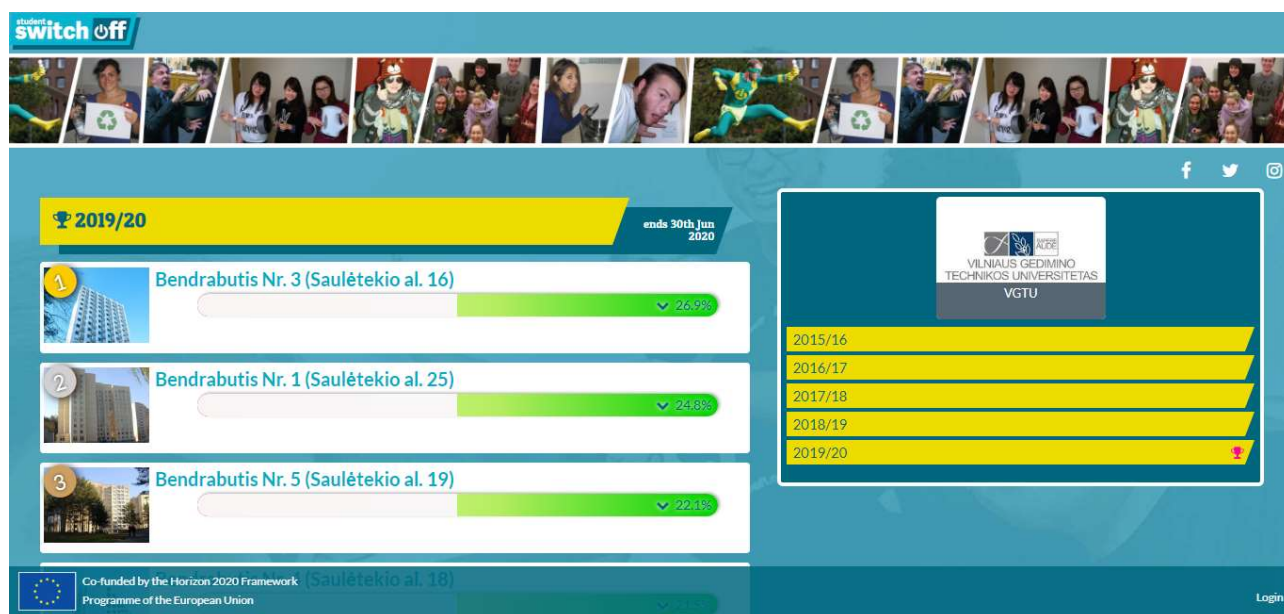 student
switch off
2019/20
ends 30th Jun
2020
1
Bendrabutis Nr. 3 (Saulėtekio al. 16)
26.9%
2
Bendrabutis Nr. 1 (Saulėtekio al. 25)
24.8%
3
Bendrabutis Nr. 5 (Saulėtekio al. 19)
22.1%
(Saulėtekio al. 18)
VILNIAUS GEDIMINO
TECHNIKOS UNIVERSITETAS
VGTU
2015/16
2016/17
2017/18
2018/19
2019/20
Co-funded by the Horizon 2020 Framework
Programme of the European Union
Login